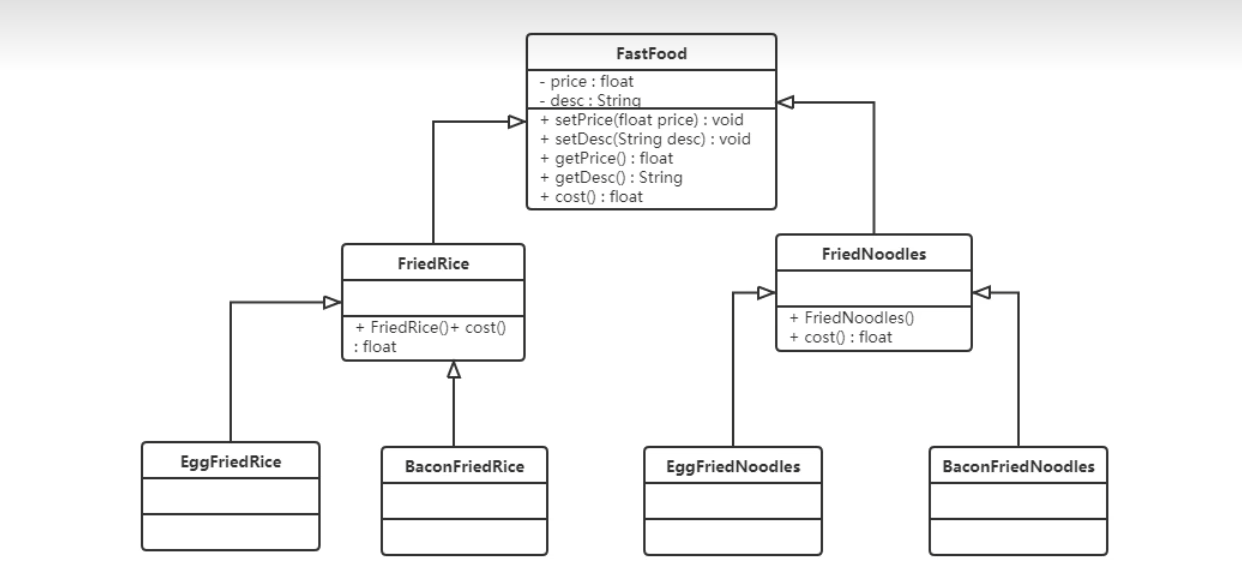 FastFood
- price : float
- desc : String
+ setPrice(float price) : void
+ setDesc(String desc) : void
+ getPrice() : float
+ getDesc() : String
+ cost() : float
FriedRice
+ FriedRice()+ cost()
: float
FriedNoodles
+ FriedNoodles()
+ cost() : float
EggFriedRice
BaconFriedRice
EggFriedNoodles
BaconFriedNoodles